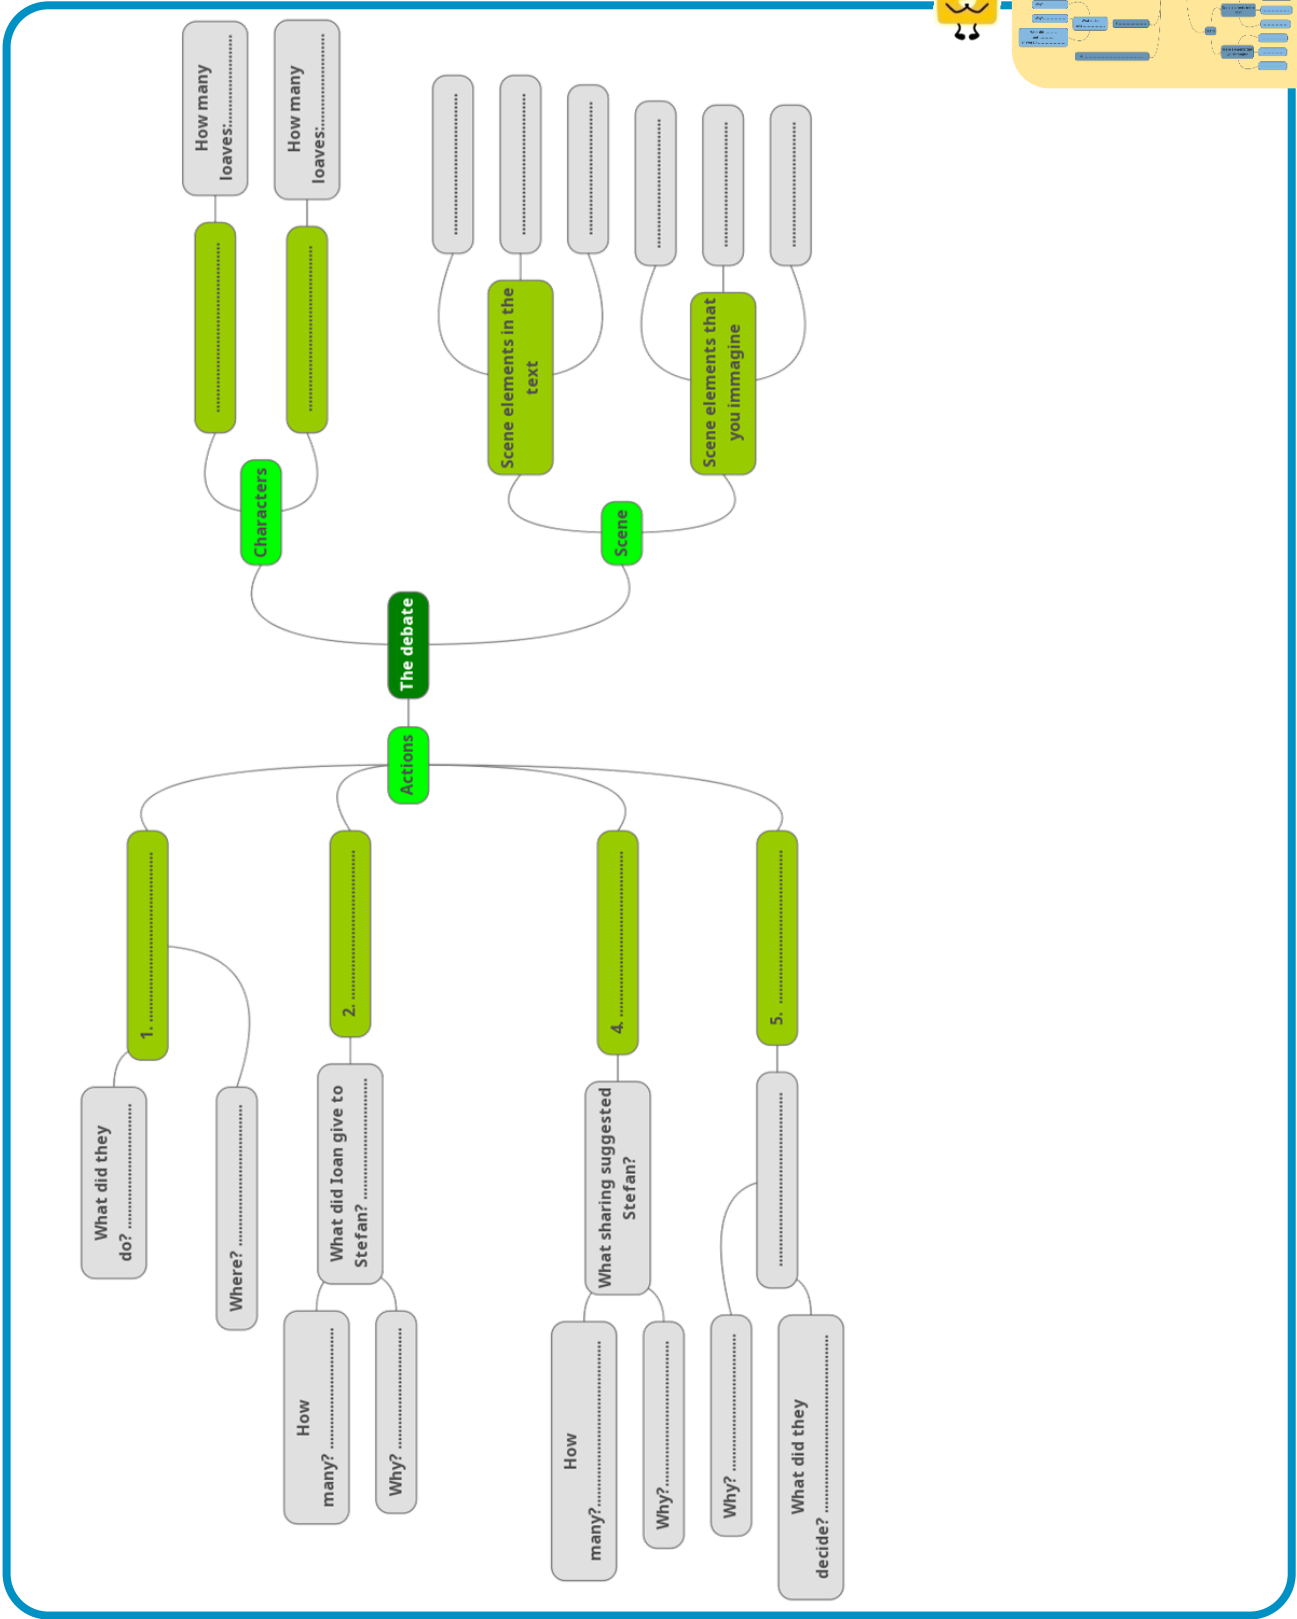 The debate
Characters
....................................
How many
loaves:....................
....................................
How many
loaves:....................
Scene
Scene elements in the
text
..............................
..............................
..............................
Scene elements that
you immagine
..............................
..............................
..............................
Actions
1. ....................................
What did they
do? ..........................
Where? ..............................
2. ................................
What did Ioan give to
Stefan? ..........................
How
many? ..........................
Why? ..........................
4. ....................................
What sharing suggested
Stefan?
How
many?....................................
Why?...............................
5. .................................
.....................................
Why? ..............................
What did they
decide? ......................................